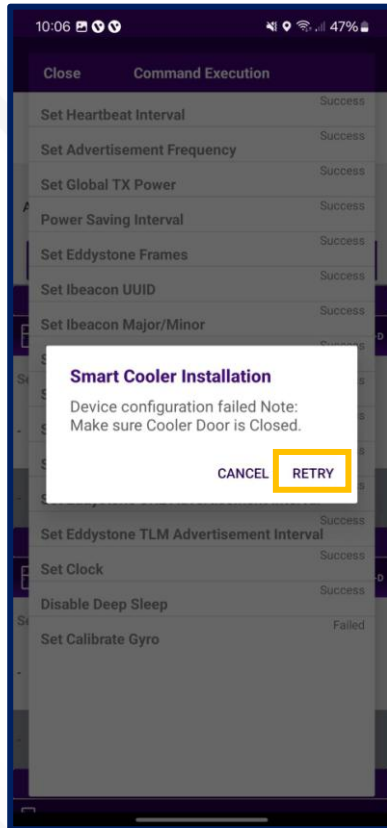 10:06 47%
Close Command Execution
Success
Set Heartbeat Interval
Success
Set Advertisement Frequency
Success
Set Global TX Power
Success
Power Saving Interval
Success
Set Eddystone Frames
Success
Set Ibeacon UUID
Success
Set Ibeacon Major/Minor
Smart Cooler Installation
Device configuration failed Note:
Make sure Cooler Door is Closed.
CANCEL RETRY
Success
Set Eddystone TLM Advertisement Interval
Success
Set Clock
Success
Disable Deep Sleep
Failed
Set Calibrate Gyro